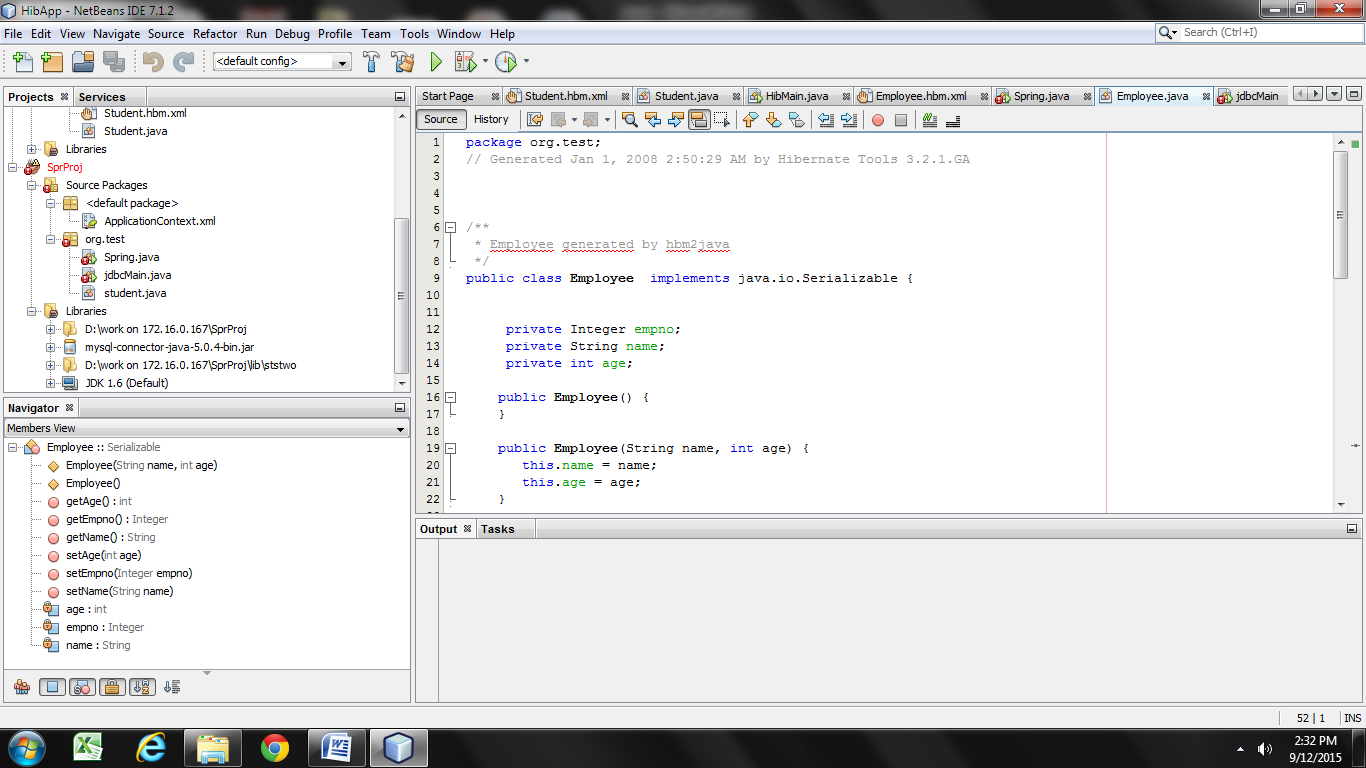 HibApp - NetBeans IDE 7.1.2
File Edit View Navigate Source Refactor Run Debug Profile Team Tools Window Help
Search (Ctrl+I)
<default config>
Projects Services
Student.hbm.xml
Student.java
Libraries
SprProj
Source Packages
<default package>
ApplicationContext.xml
org.test
Spring.java
jdbcMain.java
student.java
Libraries
D:\work on 172.16.0.167\SprProj
mysql-connector-java-5.0.4-bin.jar
D:\work on 172.16.0.167\SprProj\lib\ststwo
JDK 1.6 (Default)
Navigator
Members View
Employee :: Serializable
Employee(String name, int age)
Employee()
getAge() : int
getEmpno() : Integer
getName() : String
setAge(int age)
setEmpno(Integer empno)
setName(String name)
age : int
empno : Integer
name : String
Start Page Student.hbm.xml Student.java HibMain.java Employee.hbm.xml Spring.java Employee.java jdbcMain
Source History
1 package org.test;
2 // Generated Jan 1, 2008 2:50:29 AM by Hibernate Tools 3.2.1.GA
3
4
5
6 /**
7 * Employee generated by hbm2java
8 */
9 public class Employee  implements java.io.Serializable {
10
11
12 private Integer empno;
13 private String name;
14 private int age;
15
16 public Employee() {
17 }
18
19 public Employee(String name, int age) {
20 this.name = name;
21 this.age = age;
22 }
Output Tasks
52 | 1 INS
2:32 PM
9/12/2015